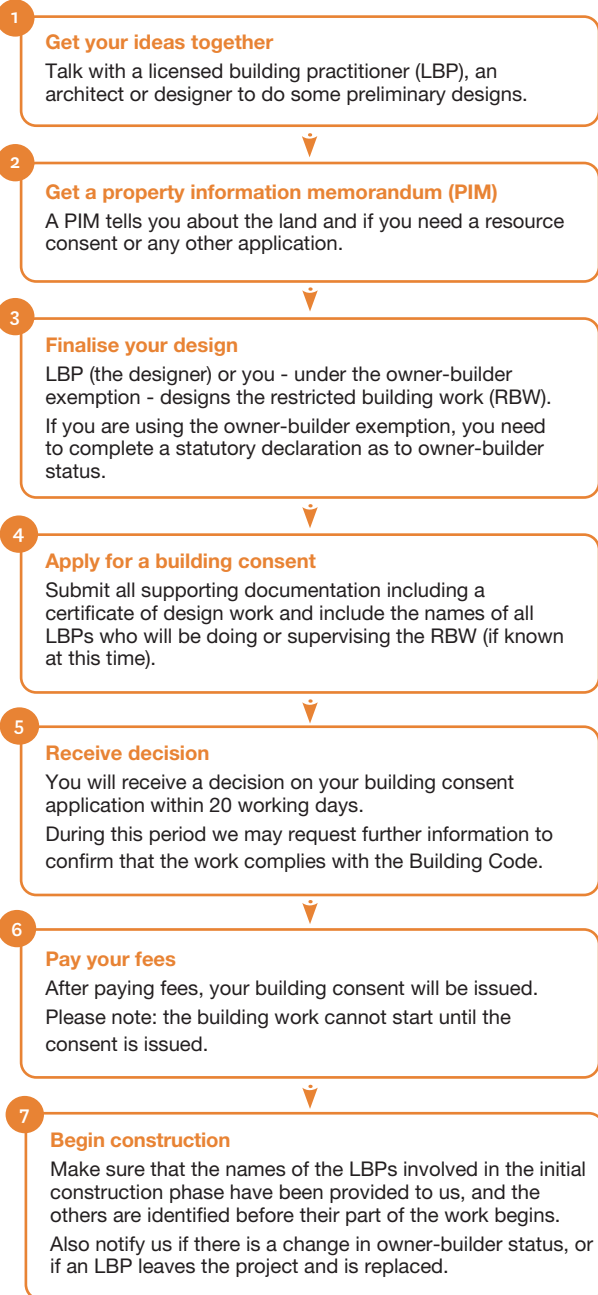 1
Get your ideas together
Talk with a licensed building practitioner (LBP), an
architect or designer to do some preliminary designs.
2
Get a property information memorandum (PIM)
A PIM tells you about the land and if you need a resource
consent or any other application.
3
Finalise your design
LBP (the designer) or you - under the owner-builder
exemption - designs the restricted building work (RBW).
If you are using the owner-builder exemption, you need
to complete a statutory declaration as to owner-builder
status.
4
Apply for a building consent
Submit all supporting documentation including a
certificate of design work and include the names of all
LBPs who will be doing or supervising the RBW (if known
at this time).
5
Receive decision
You will receive a decision on your building consent
application within 20 working days.
During this period we may request further information to
confirm that the work complies with the Building Code.
6
Pay your fees
After paying fees, your building consent will be issued.
Please note: the building work cannot start until the
consent is issued.
7
Begin construction
Make sure that the names of the LBPs involved in the initial
construction phase have been provided to us, and the
others are identified before their part of the work begins.
Also notify us if there is a change in owner-builder status, or
if an LBP leaves the project and is replaced.